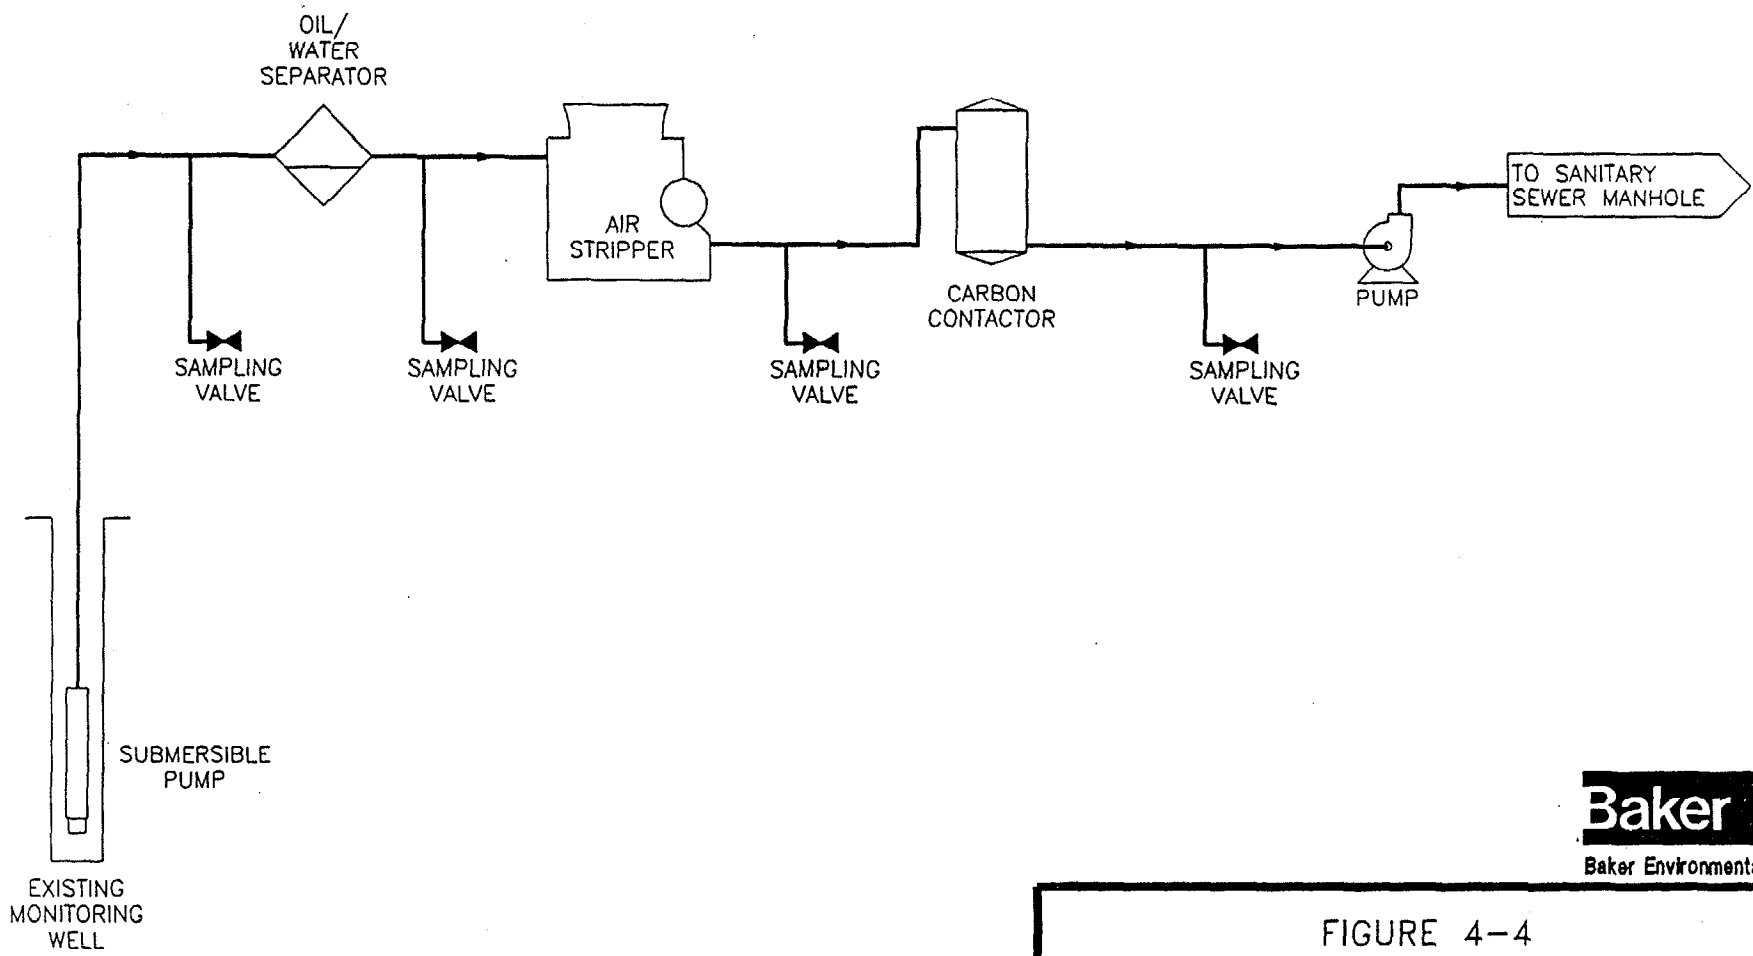 OIL/
WATER
SEPARATOR
AIR
STRIPPER
CARBON
CONTACTOR
TO SANITARY
SEWER MANHOLE
PUMP
SAMPLING
VALVE
SAMPLING
VALVE
SAMPLING
VALVE
SAMPLING
VALVE
SUBMERSIBLE
PUMP
EXISTING
MONITORING
WELL
Baker
Baker Environmenta
FIGURE 4-4